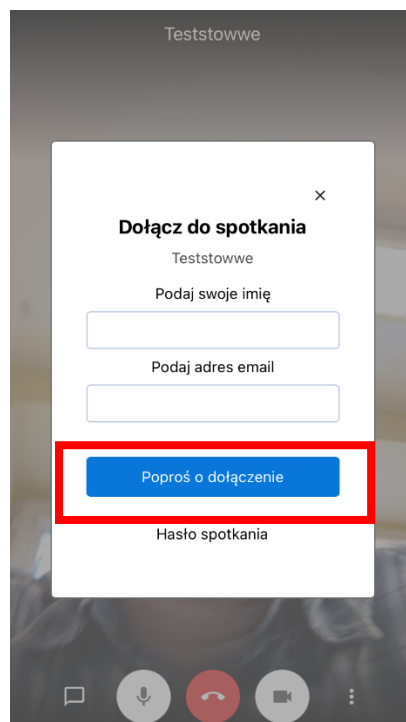 Teststowwe
Dołącz do spotkania
Teststowwe
Podaj swoje imię
Podaj adres email
Poproś o dołączenie
Hasło spotkania